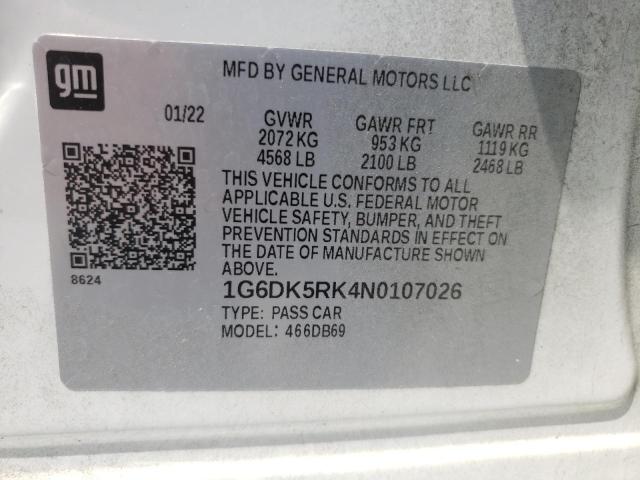 gm
MFD BY GENERAL MOTORS LLC
01/22 GVWR GAWR FRT GAWR RR
2072 KG 953 KG 1119 KG
4568 LB 2100 LB 2468 LB
THIS VEHICLE CONFORMS TO ALL
APPLICABLE U.S. FEDERAL MOTOR
VEHICLE SAFETY, BUMPER, AND THEFT
PREVENTION STANDARDS IN EFFECT ON
THE DATE OF MANUFACTURE SHOWN
ABOVE.
8624
1G6DK5RK4N0107026
TYPE: PASS CAR
MODEL: 466DB69